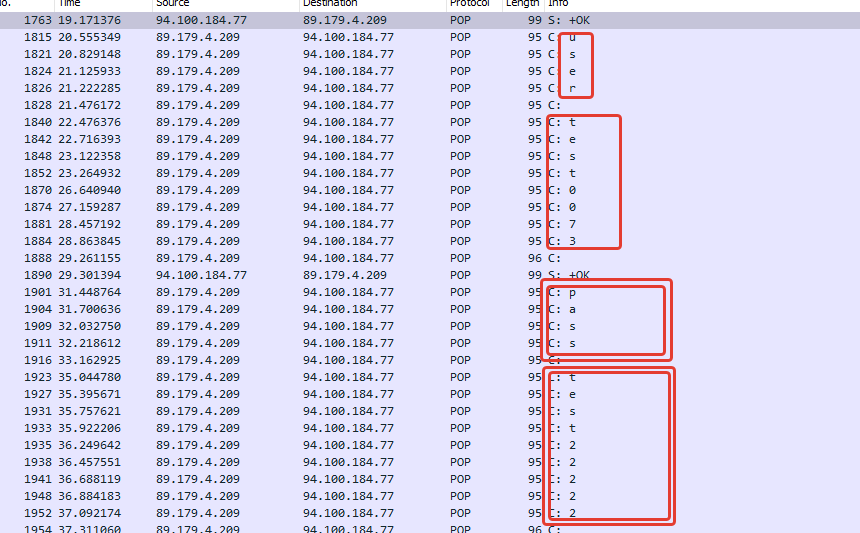 No. Time Source Destination Protocol Length Info
1763 19.171376 94.100.184.77 89.179.4.209 POP 99 S: +OK
1815 20.555349 89.179.4.209 94.100.184.77 POP 95 C: u
1821 20.829148 89.179.4.209 94.100.184.77 POP 95 C: s
1824 21.125933 89.179.4.209 94.100.184.77 POP 95 C: e
1826 21.222285 89.179.4.209 94.100.184.77 POP 95 C: r
1828 21.476172 89.179.4.209 94.100.184.77 POP 95 C:
1840 22.476376 89.179.4.209 94.100.184.77 POP 95 C: t
1842 22.716393 89.179.4.209 94.100.184.77 POP 95 C: e
1848 23.122358 89.179.4.209 94.100.184.77 POP 95 C: s
1852 23.264932 89.179.4.209 94.100.184.77 POP 95 C: t
1870 26.640940 89.179.4.209 94.100.184.77 POP 95 C: 0
1874 27.159287 89.179.4.209 94.100.184.77 POP 95 C: 0
1881 28.457192 89.179.4.209 94.100.184.77 POP 95 C: 7
1884 28.863845 89.179.4.209 94.100.184.77 POP 95 C: 3
1888 29.261155 89.179.4.209 94.100.184.77 POP 96 C:
1890 29.301394 94.100.184.77 89.179.4.209 POP 99 S: +OK
1901 31.448764 89.179.4.209 94.100.184.77 POP 95 C: p
1904 31.700636 89.179.4.209 94.100.184.77 POP 95 C: a
1909 32.032750 89.179.4.209 94.100.184.77 POP 95 C: s
1911 32.218612 89.179.4.209 94.100.184.77 POP 95 C: s
1916 33.162925 89.179.4.209 94.100.184.77 POP 95 C:
1923 35.044780 89.179.4.209 94.100.184.77 POP 95 C: t
1927 35.395671 89.179.4.209 94.100.184.77 POP 95 C: e
1931 35.757621 89.179.4.209 94.100.184.77 POP 95 C: s
1933 35.922206 89.179.4.209 94.100.184.77 POP 95 C: t
1935 36.249642 89.179.4.209 94.100.184.77 POP 95 C: 2
1938 36.457551 89.179.4.209 94.100.184.77 POP 95 C: 2
1941 36.688119 89.179.4.209 94.100.184.77 POP 95 C: 2
1948 36.884183 89.179.4.209 94.100.184.77 POP 95 C: 2
1952 37.092174 89.179.4.209 94.100.184.77 POP 95 C: 2
1954 37.311060 89.179.4.209 94.100.184.77 POP 96 C: